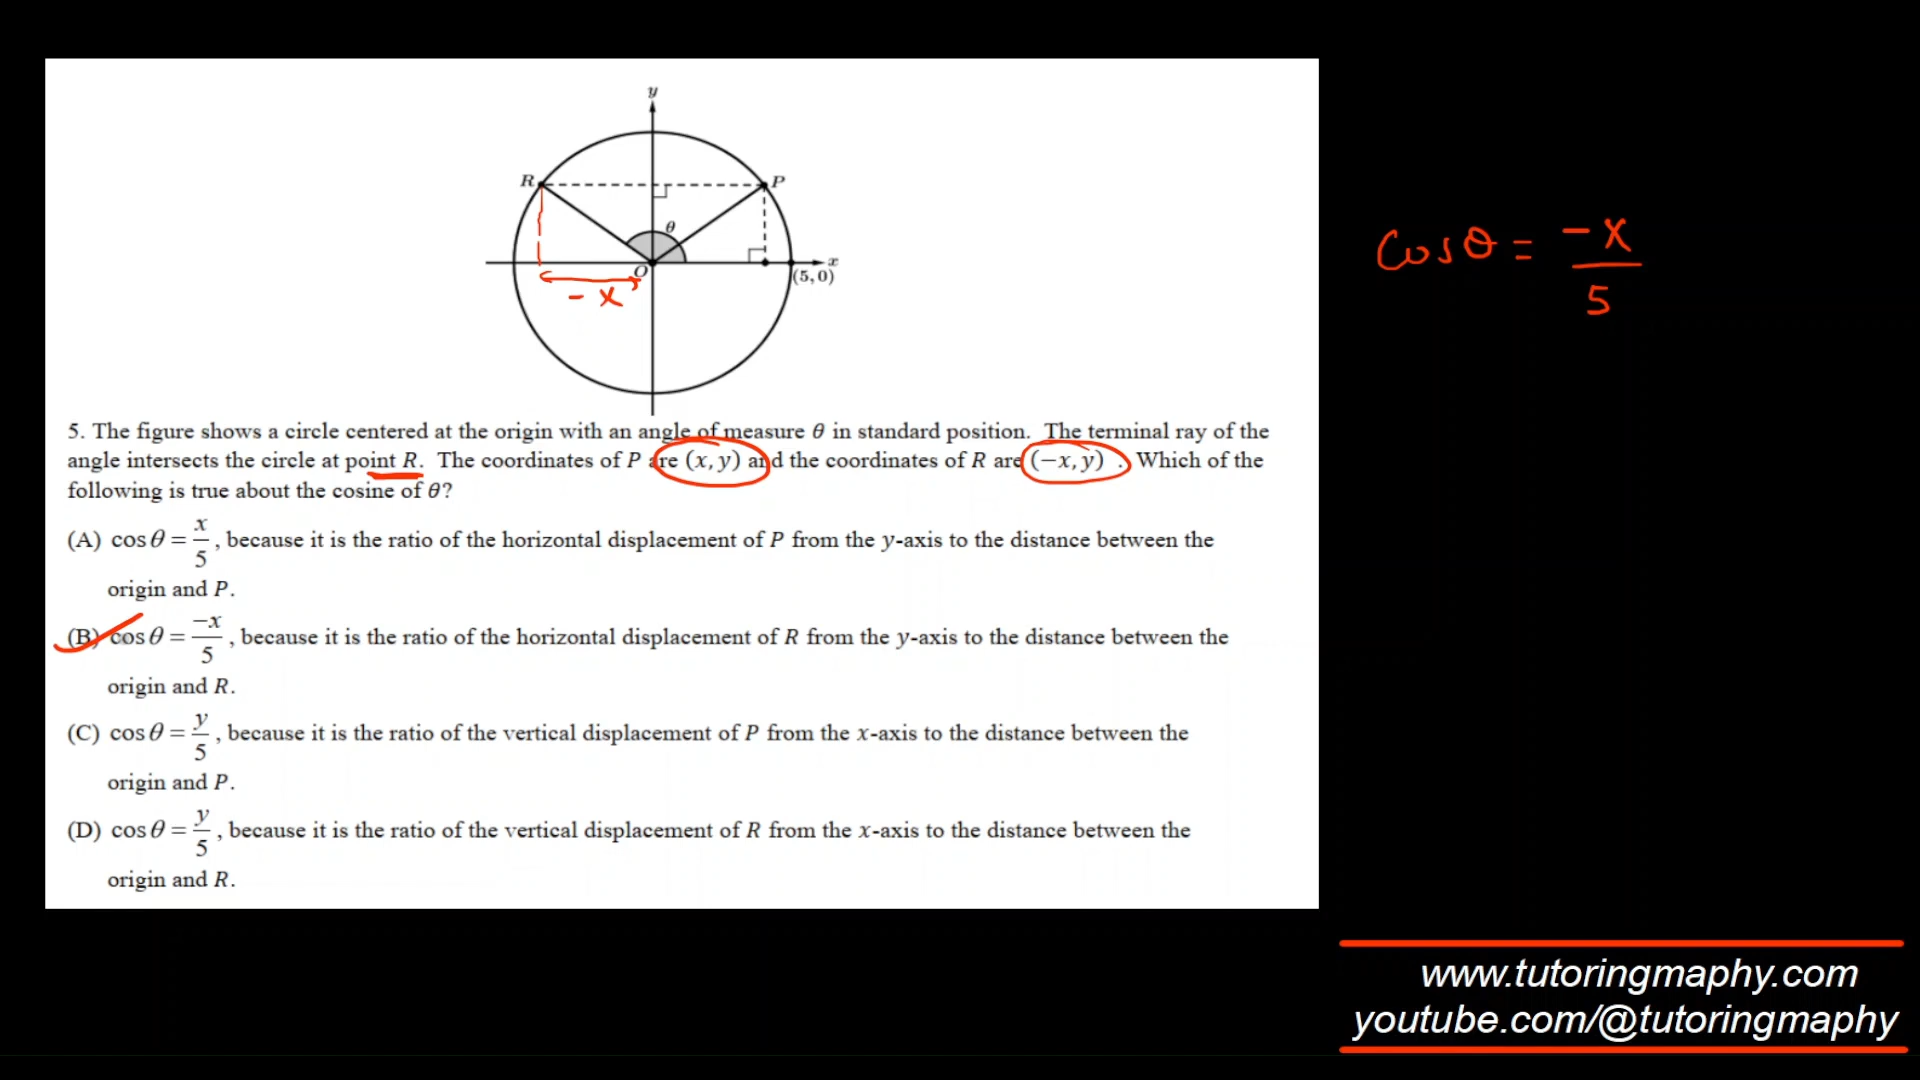 y
R
P
θ
O
x
(5, 0)
- x
cos θ = -x/5
5. The figure shows a circle centered at the origin with an angle of measure θ in standard position. The terminal ray of the
angle intersects the circle at point R. The coordinates of P are (x, y) and the coordinates of R are (−x, y) . Which of the
following is true about the cosine of θ?
(A) cos θ = x/5, because it is the ratio of the horizontal displacement of P from the y-axis to the distance between the
origin and P.
(B) cos θ = −x/5, because it is the ratio of the horizontal displacement of R from the y-axis to the distance between the
origin and R.
(C) cos θ = y/5, because it is the ratio of the vertical displacement of P from the x-axis to the distance between the
origin and P.
(D) cos θ = y/5, because it is the ratio of the vertical displacement of R from the x-axis to the distance between the
origin and R.
www.tutoringmaphy.com
youtube.com/@tutoringmaphy